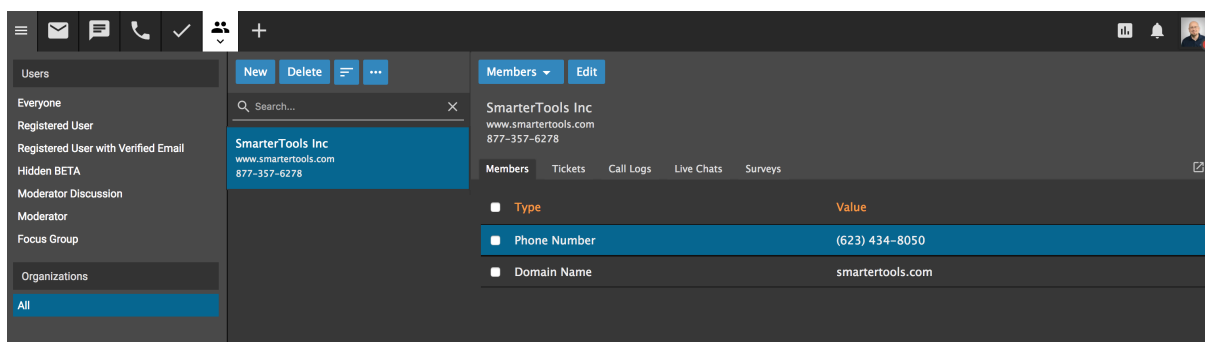 Users
Everyone
Registered User
Registered User with Verified Email
Hidden BETA
Moderator Discussion
Moderator
Focus Group
Organizations
All
New Delete
Search...
SmarterTools Inc
www.smartertools.com
877-357-6278
Members Edit
SmarterTools Inc
www.smartertools.com
877-357-6278
Members Tickets Call Logs Live Chats Surveys
Type Value
Phone Number (623) 434-8050
Domain Name smartertools.com